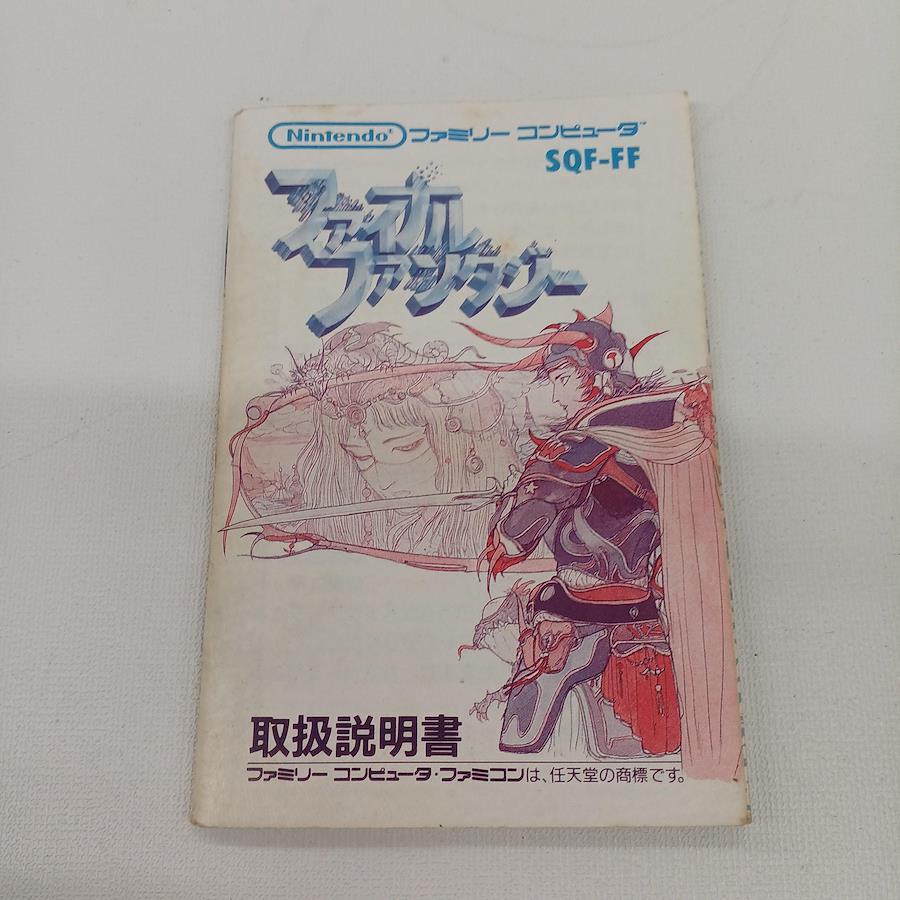 Nintendo® ファミリー コンピュータ™
SQF-FF
ファイナル
ファンタジー
取扱説明書
ファミリー コンピュータ・ファミコンは、任天堂の商標です。